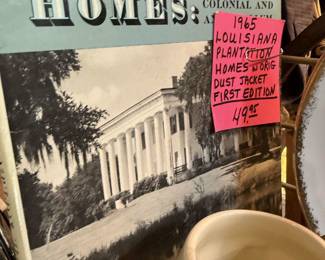 HOMES:
COLONIAL AND
1965
LOUISIANA
PLANTATION
HOMES W/ORIG
DUST JACKET
FIRST EDITION
49.95